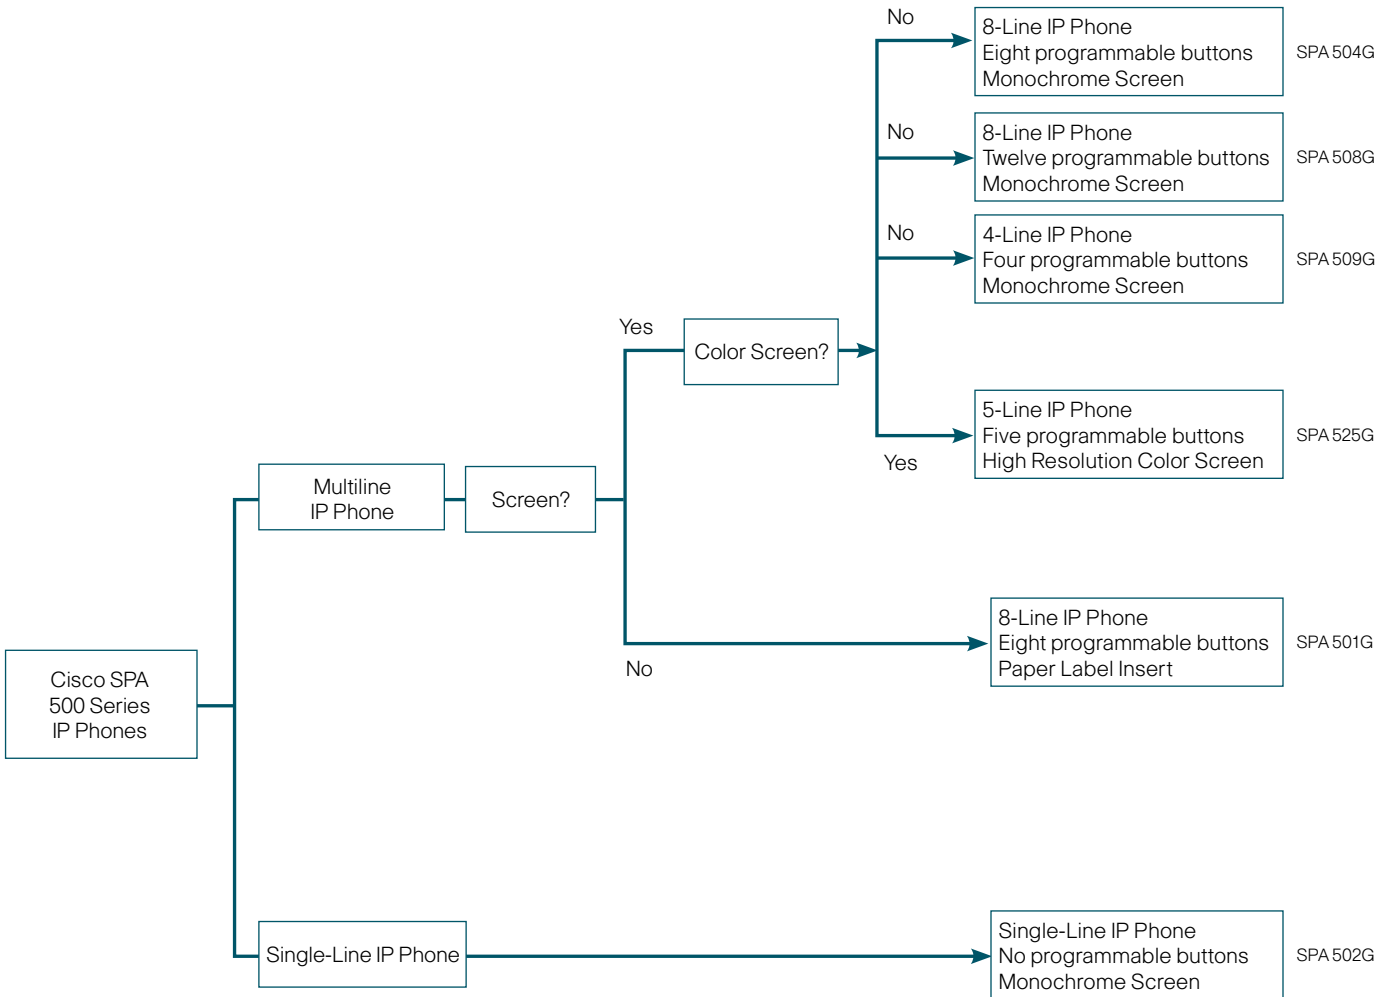 No
8-Line IP Phone
Eight programmable buttons
Monochrome Screen
SPA 504G
No
8-Line IP Phone
Twelve programmable buttons
Monochrome Screen
SPA 508G
No
4-Line IP Phone
Four programmable buttons
Monochrome Screen
SPA 509G
Yes
Color Screen?
5-Line IP Phone
Five programmable buttons
High Resolution Color Screen
SPA 525G
Yes
Multiline
IP Phone
Screen?
8-Line IP Phone
Eight programmable buttons
Paper Label Insert
SPA 501G
No
Cisco SPA
500 Series
IP Phones
Single-Line IP Phone
Single-Line IP Phone
No programmable buttons
Monochrome Screen
SPA 502G